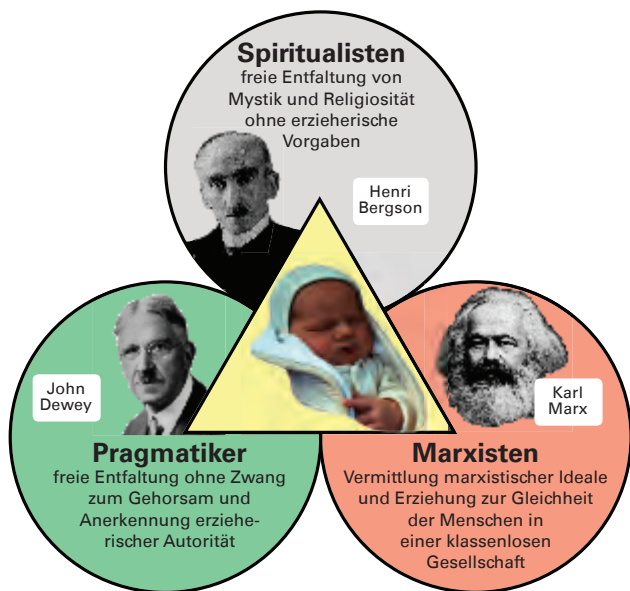 Spiritualisten
freie Entfaltung von
Mystik und Religiosität
ohne erzieherische
Vorgaben
Henri
Bergson
John
Dewey
Pragmatiker
freie Entfaltung ohne Zwang
zum Gehorsam und
Anerkennung erziehe-
rischer Autorität
Karl
Marx
Marxisten
Vermittlung marxistischer Ideale
und Erziehung zur Gleichheit
der Menschen in
einer klassenlosen
Gesellschaft